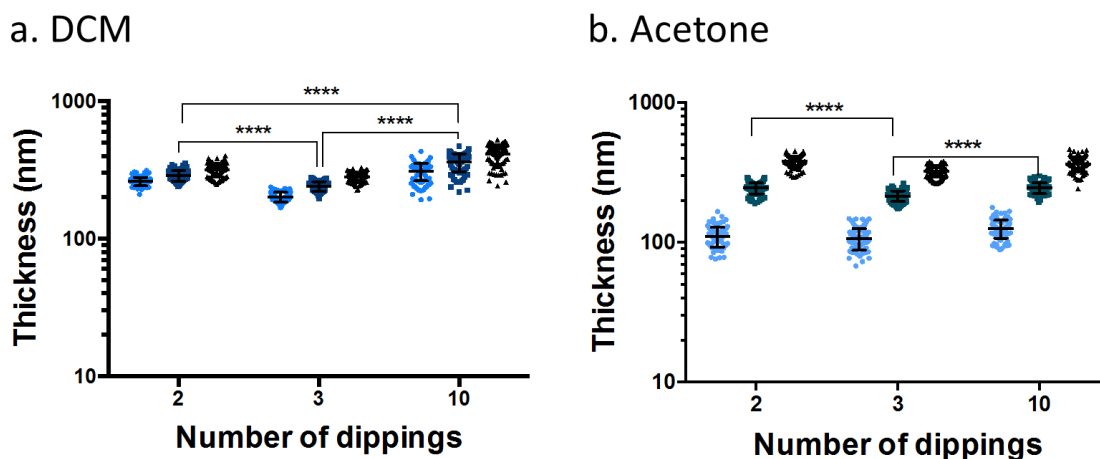 a. DCM
b. Acetone
Thickness (nm)
1000
100
10
****
****
****
2
3
10
Number of dippings
Thickness (nm)
1000
100
10
****
****
2
3
10
Number of dippings